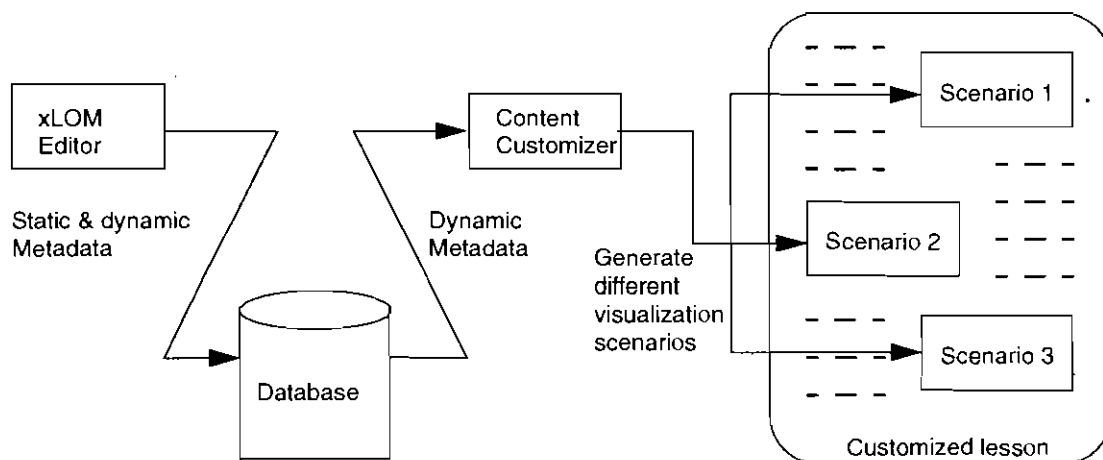 xLOM
Editor
Static & dynamic
Metadata
Database
Dynamic
Metadata
Content
Customizer
Generate
different
visualization
scenarios
Scenario 1
Scenario 2
Scenario 3
Customized lesson